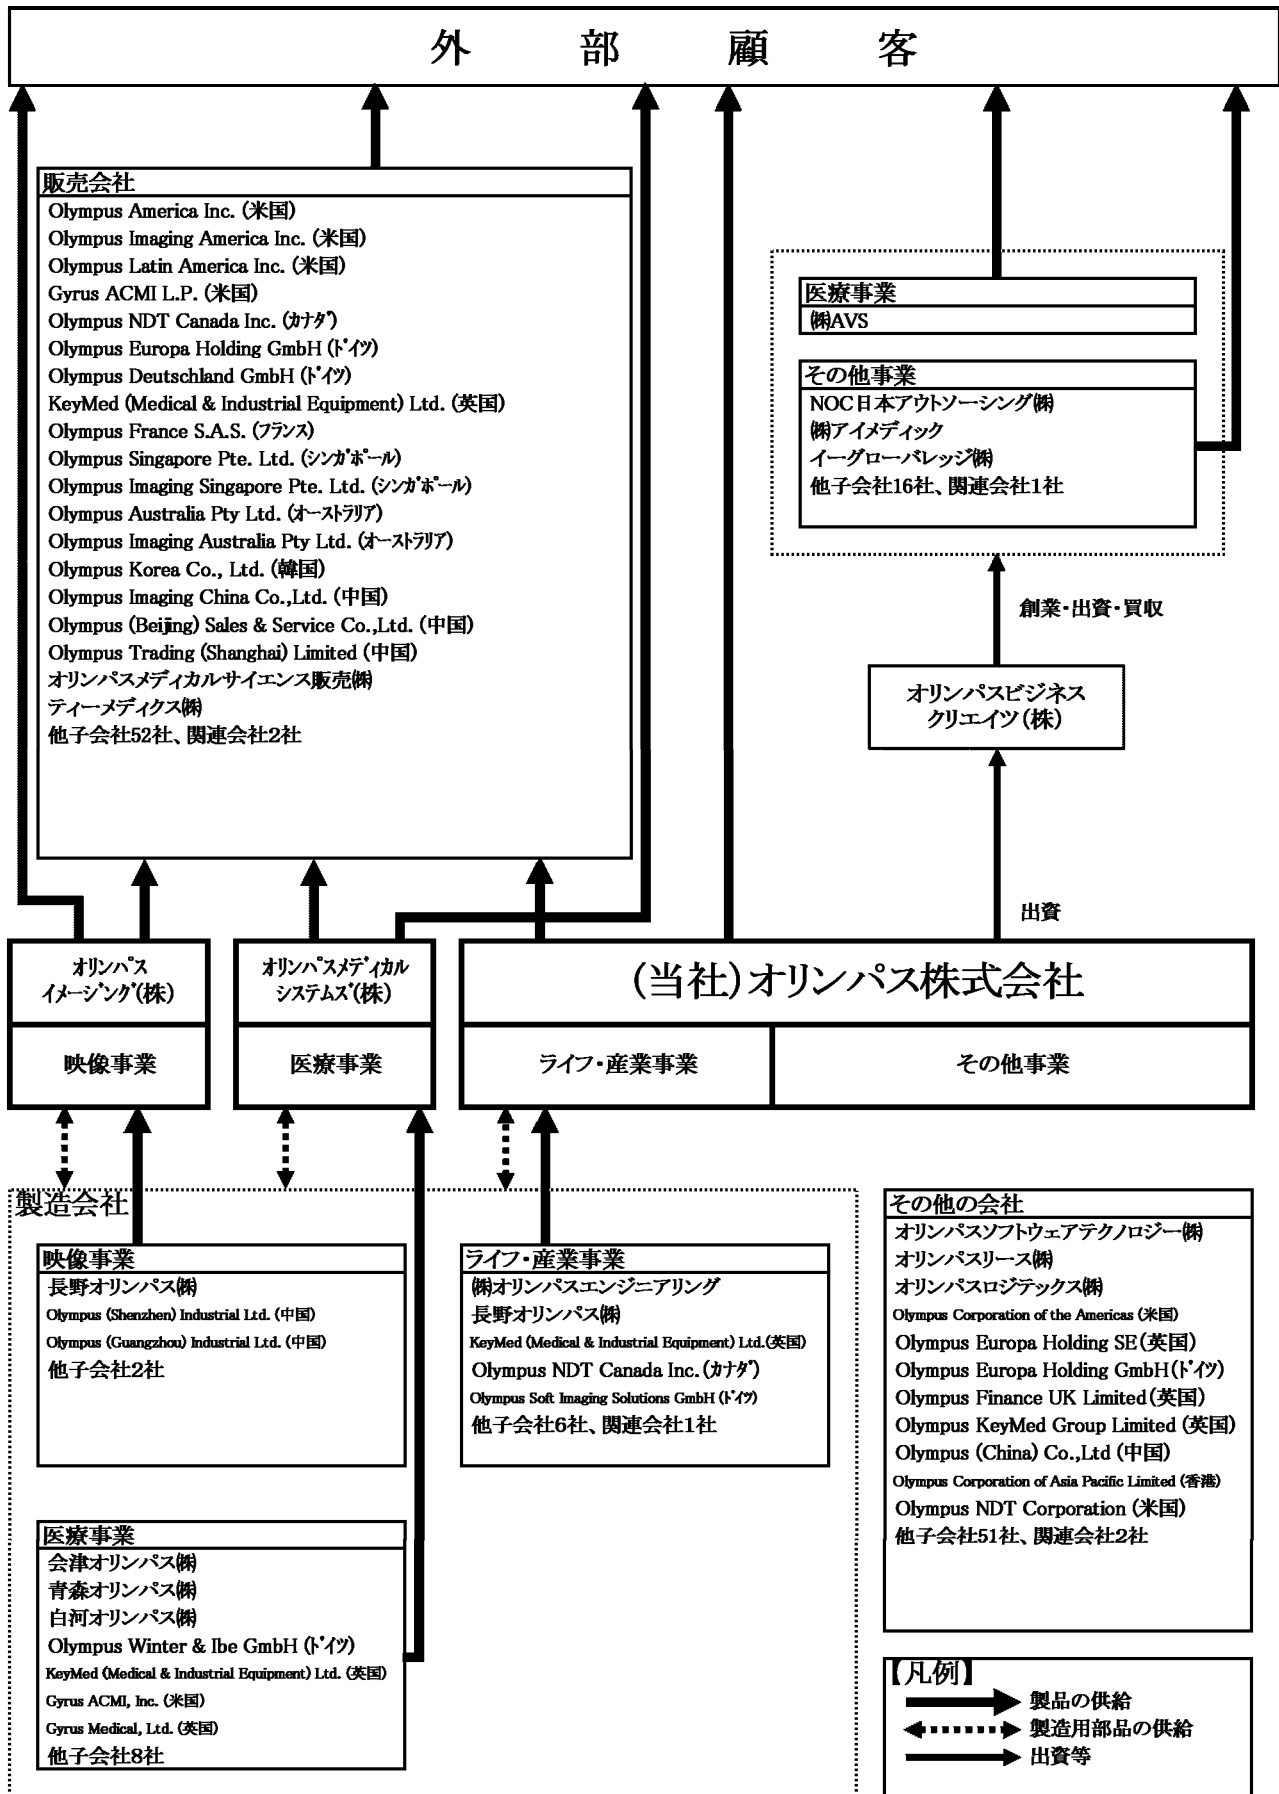 外部顧客
販売会社
Olympus America Inc. (米国)
Olympus Imaging America Inc. (米国)
Olympus Latin America Inc. (米国)
Gyrus ACMI L.P. (米国)
Olympus NDT Canada Inc. (ｶﾅﾀﾞ)
Olympus Europa Holding GmbH (ﾄﾞｲﾂ)
Olympus Deutschland GmbH (ﾄﾞｲﾂ)
KeyMed (Medical & Industrial Equipment) Ltd. (英国)
Olympus France S.A.S. (ﾌﾗﾝｽ)
Olympus Singapore Pte. Ltd. (ｼﾝｶﾞﾎﾟｰﾙ)
Olympus Imaging Singapore Pte. Ltd. (ｼﾝｶﾞﾎﾟｰﾙ)
Olympus Australia Pty Ltd. (ｵｰｽﾄﾗﾘｱ)
Olympus Imaging Australia Pty Ltd. (ｵｰｽﾄﾗﾘｱ)
Olympus Korea Co., Ltd. (韓国)
Olympus Imaging China Co.,Ltd. (中国)
Olympus (Beijing) Sales & Service Co.,Ltd. (中国)
Olympus Trading (Shanghai) Limited (中国)
オリンパスメディカルサイエンス販売㈱
ティーメディクス㈱
他子会社52社、関連会社2社
医療事業
㈱AVS
その他事業
NOC日本アウトソーシング㈱
㈱アイメディック
イーグローバレッジ㈱
他子会社16社、関連会社1社
創業・出資・買収
オリンパスビジネス
クリエイツ(株)
出資
オリンパス
ｲﾒｰｼﾞﾝｸﾞ(株)
映像事業
オリンパスﾒﾃﾞｨｶﾙ
ｼｽﾃﾑｽﾞ(株)
医療事業
(当社)オリンパス株式会社
ライフ・産業事業
その他事業
製造会社
映像事業
長野オリンパス㈱
Olympus (Shenzhen) Industrial Ltd. (中国)
Olympus (Guangzhou) Industrial Ltd. (中国)
他子会社2社
ライフ・産業事業
㈱オリンパスエンジニアリング
長野オリンパス㈱
KeyMed (Medical & Industrial Equipment) Ltd.(英国)
Olympus NDT Canada Inc. (ｶﾅﾀﾞ)
Olympus Soft Imaging Solutions GmbH (ﾄﾞｲﾂ)
他子会社6社、関連会社1社
医療事業
会津オリンパス㈱
青森オリンパス㈱
白河オリンパス㈱
Olympus Winter & Ibe GmbH (ﾄﾞｲﾂ)
KeyMed (Medical & Industrial Equipment) Ltd. (英国)
Gyrus ACMI, Inc. (米国)
Gyrus Medical, Ltd. (英国)
他子会社8社
その他の会社
オリンパスソフトウェアテクノロジー㈱
オリンパスリース㈱
オリンパスロジテックス㈱
Olympus Corporation of the Americas (米国)
Olympus Europa Holding SE(英国)
Olympus Europa Holding GmbH(ﾄﾞｲﾂ)
Olympus Finance UK Limited(英国)
Olympus KeyMed Group Limited (英国)
Olympus (China) Co.,Ltd (中国)
Olympus Corporation of Asia Pacific Limited (香港)
Olympus NDT Corporation (米国)
他子会社51社、関連会社2社
【凡例】
製品の供給
製造用部品の供給
出資等